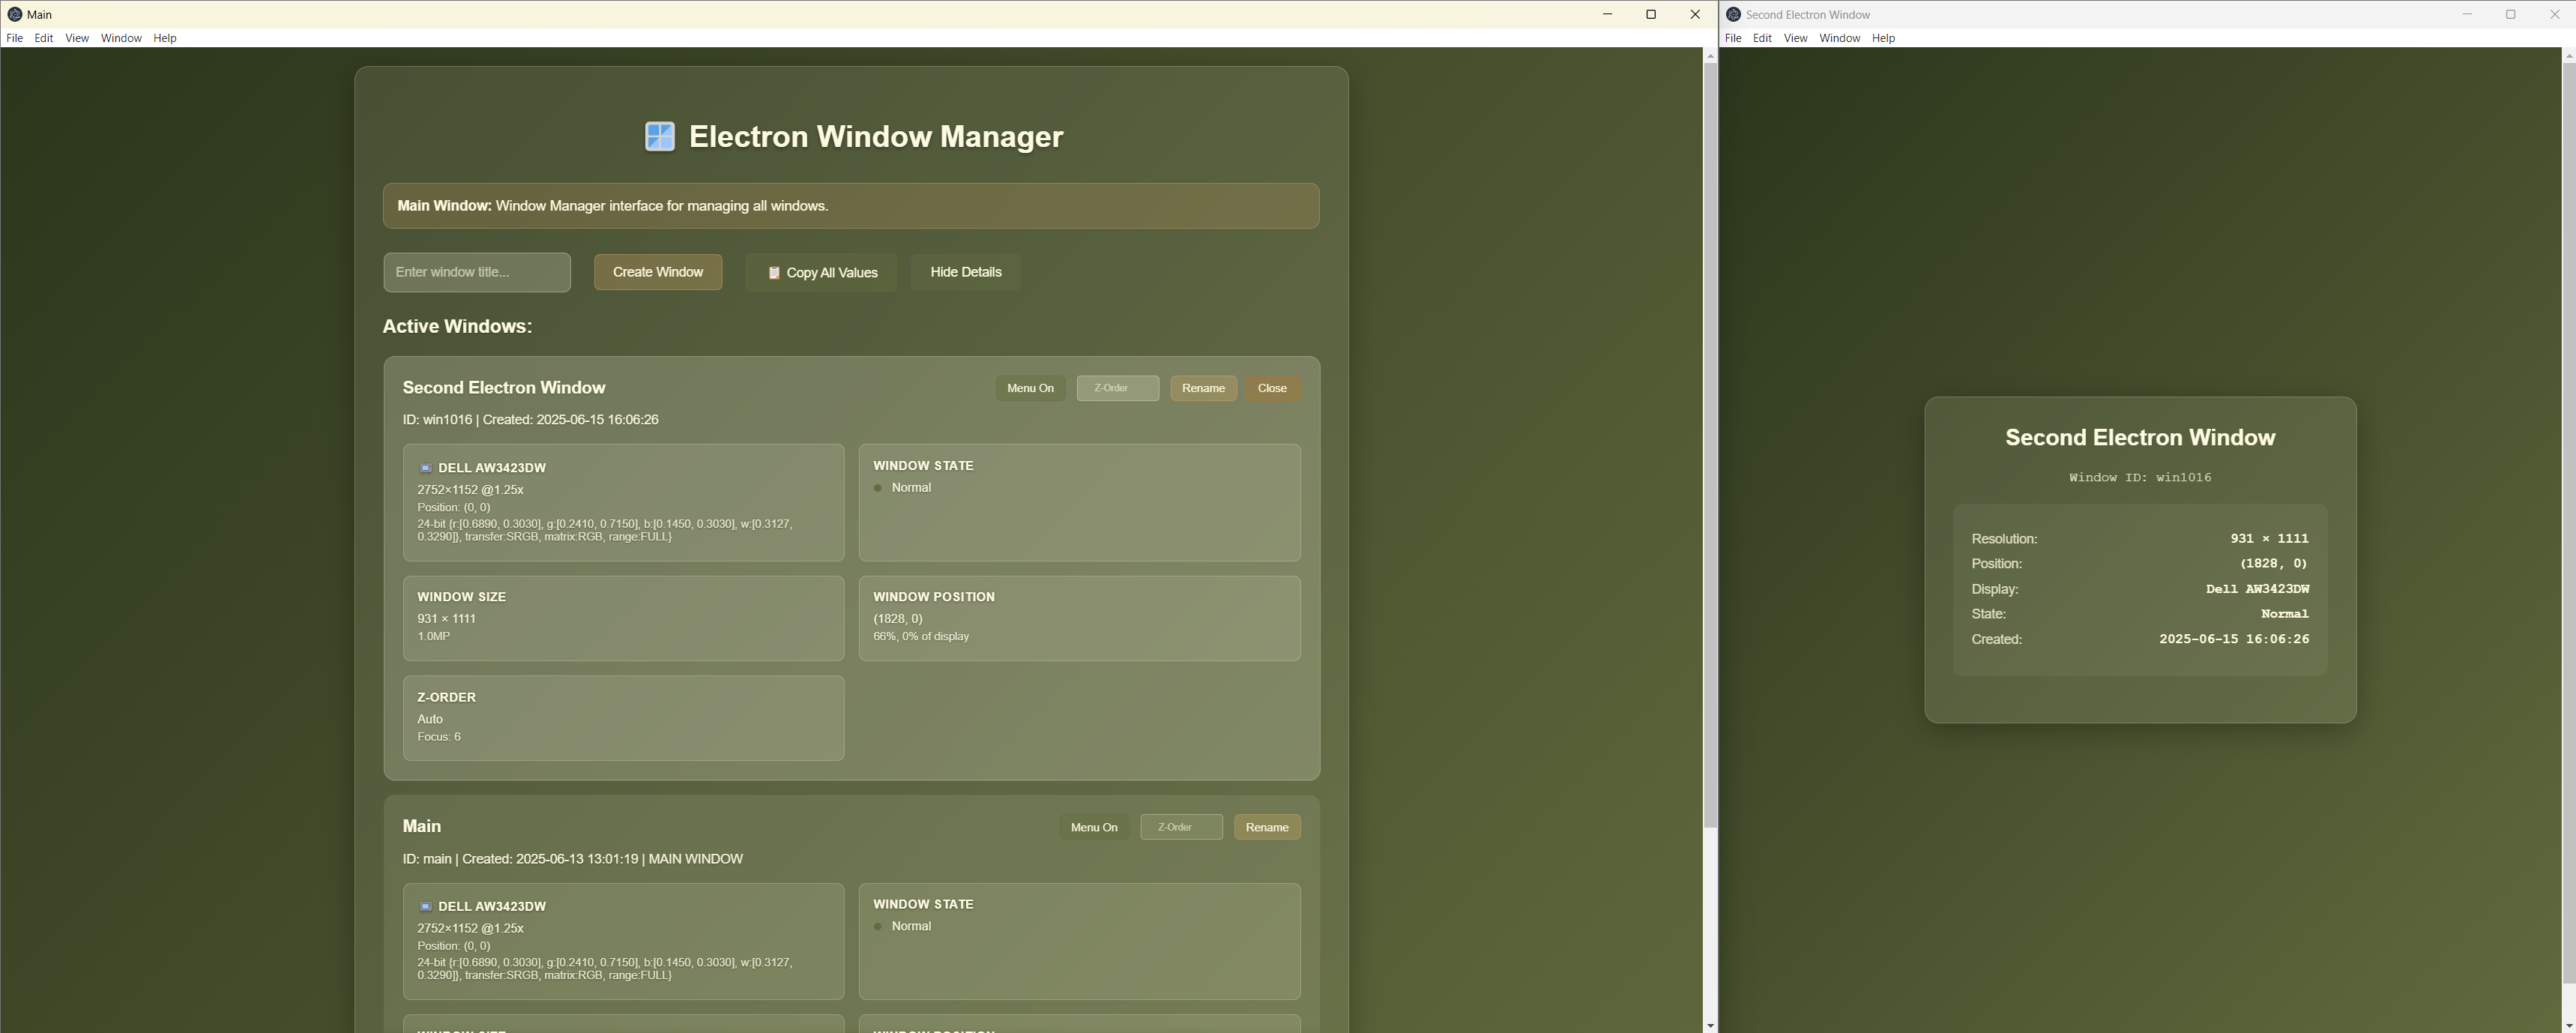 Main
File Edit View Window Help
Electron Window Manager
Main Window: Window Manager interface for managing all windows.
Enter window title...
Create Window
Copy All Values
Hide Details
Active Windows:
Second Electron Window
Menu On
Z-Order
Rename
Close
ID: win1016 | Created: 2025-06-15 16:06:26
DELL AW3423DW
2752×1152 @1.25x
Position: (0, 0)
24-bit {r:[0.6890, 0.3030], g:[0.2410, 0.7150], b:[0.1450, 0.3030], w:[0.3127,
0.3290]}, transfer:SRGB, matrix:RGB, range:FULL}
WINDOW STATE
Normal
WINDOW SIZE
931 × 1111
1.0MP
WINDOW POSITION
(1828, 0)
66%, 0% of display
Z-ORDER
Auto
Focus: 6
Main
Menu On
Z-Order
Rename
ID: main | Created: 2025-06-13 13:01:19 | MAIN WINDOW
DELL AW3423DW
2752×1152 @1.25x
Position: (0, 0)
24-bit {r:[0.6890, 0.3030], g:[0.2410, 0.7150], b:[0.1450, 0.3030], w:[0.3127,
0.3290]}, transfer:SRGB, matrix:RGB, range:FULL}
WINDOW STATE
Normal
WINDOW SIZE
WINDOW POSITION
Second Electron Window
File Edit View Window Help
Second Electron Window
Window ID: win1016
Resolution: 931 × 1111
Position: (1828, 0)
Display: Dell AW3423DW
State: Normal
Created: 2025-06-15 16:06:26